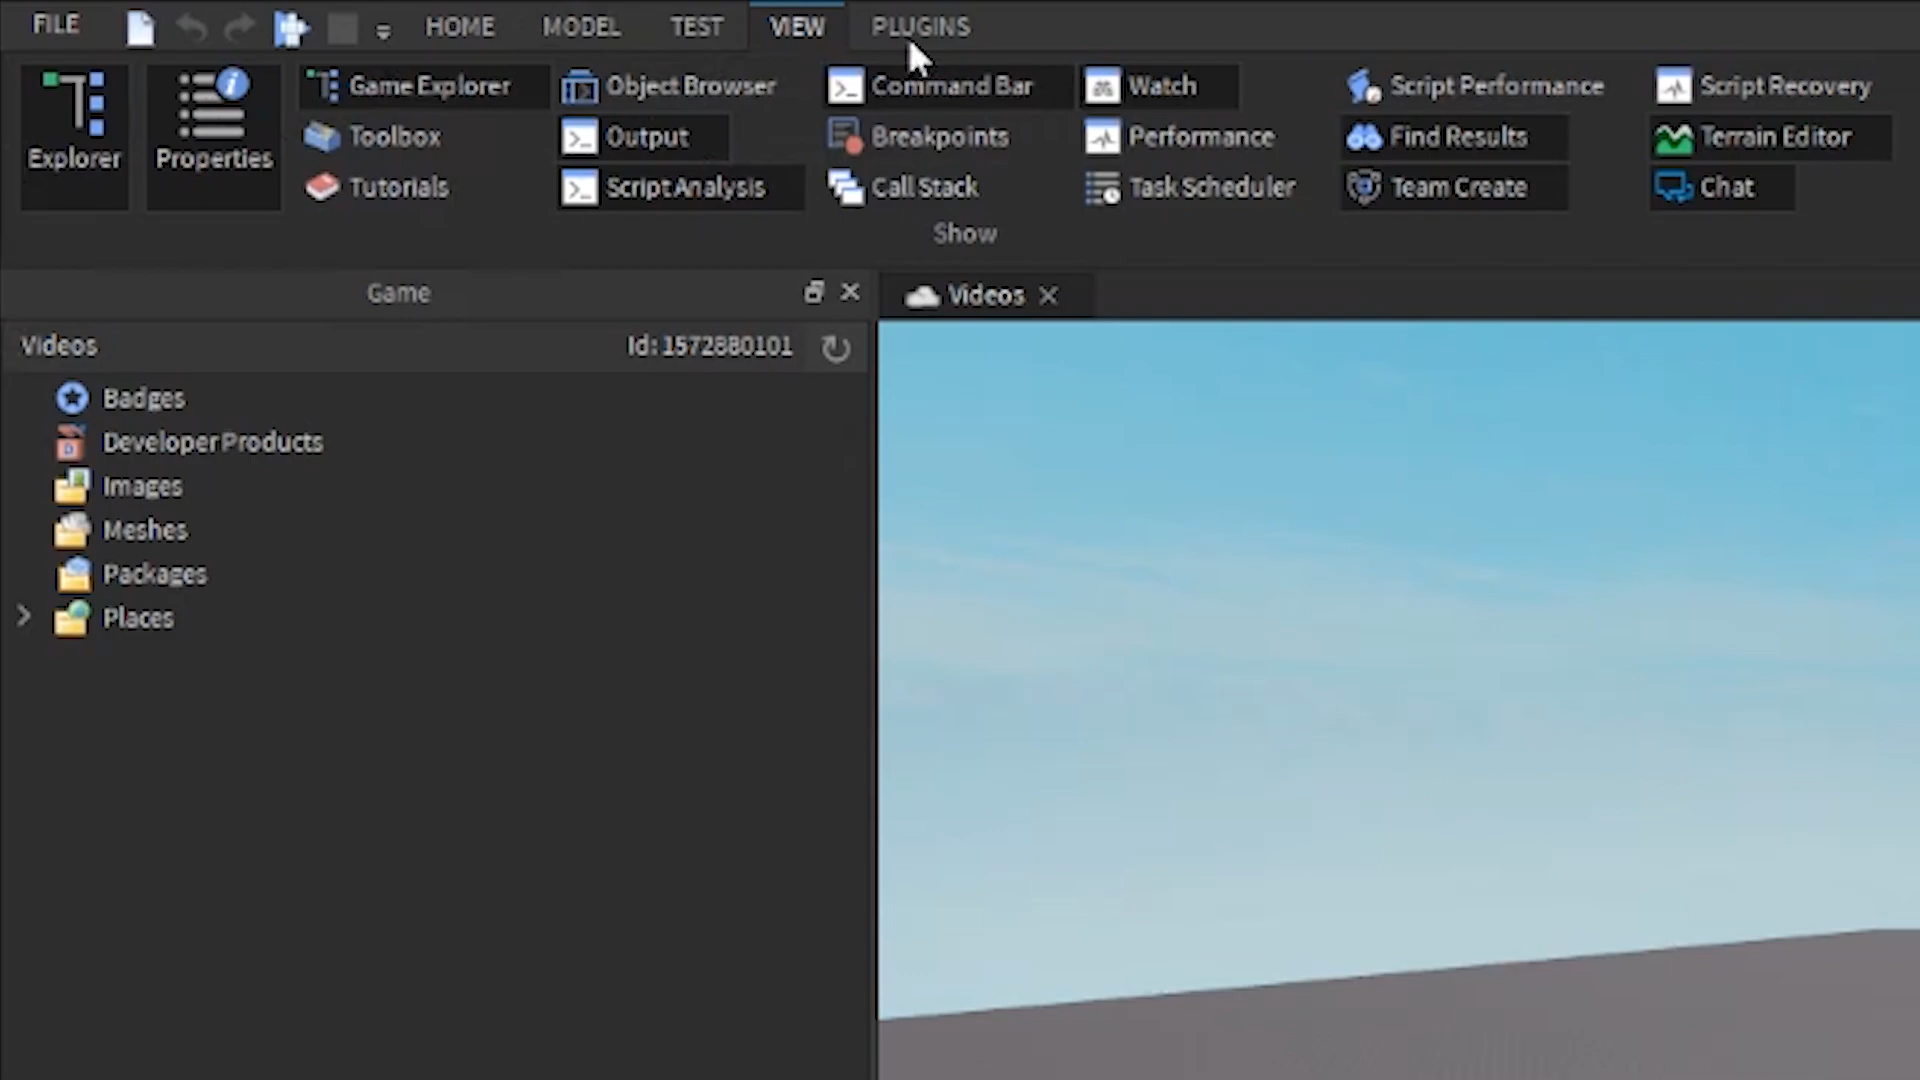 FILE HOME MODEL TEST VIEW PLUGINS
Game Explorer Object Browser Command Bar Watch Script Performance Script Recovery
Toolbox Output Breakpoints Performance Find Results Terrain Editor
Explorer Properties Tutorials Script Analysis Call Stack Task Scheduler Team Create Chat
Show
Game Videos
Videos Id: 1572880101
Badges
Developer Products
Images
Meshes
Packages
Places